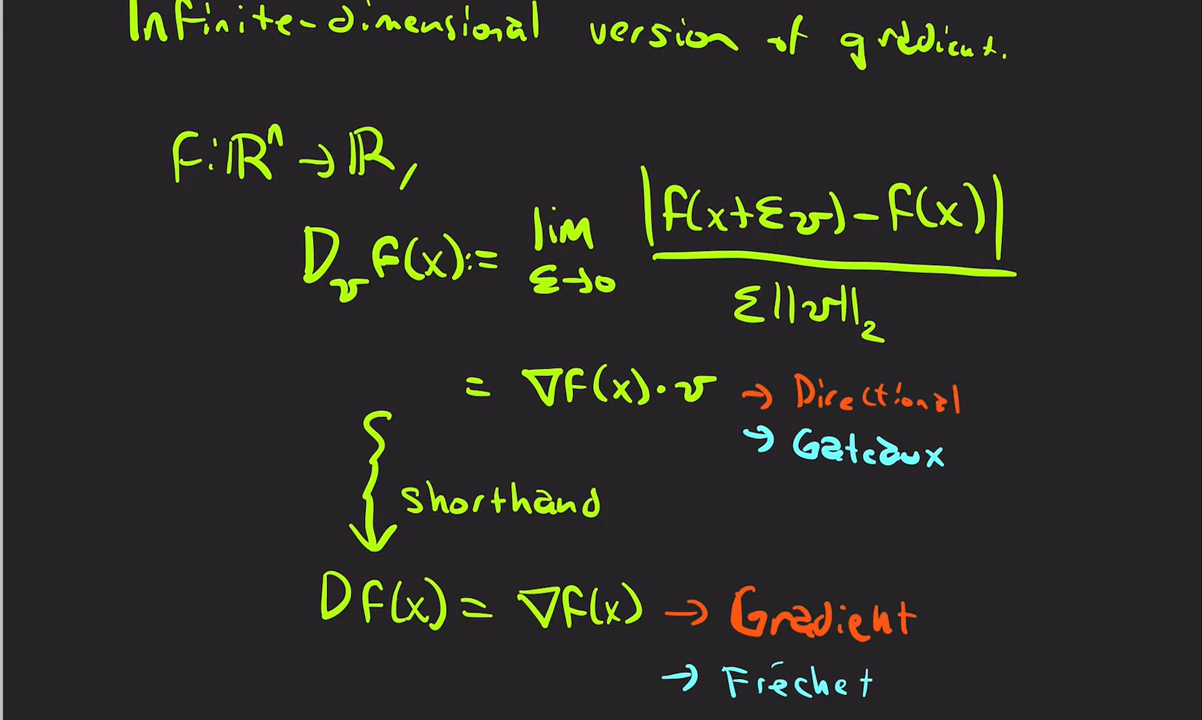 Infinite-dimensional version of gradient.
F:ℝⁿ→ℝ,
D_v F(x):= lim_{ε→0} |F(x+εv)-F(x)| / ε||v||₂
= ∇F(x)·v → Directional
→ Gateaux
shorthand
DF(x) = ∇F(x) → Gradient
→ Fréchet